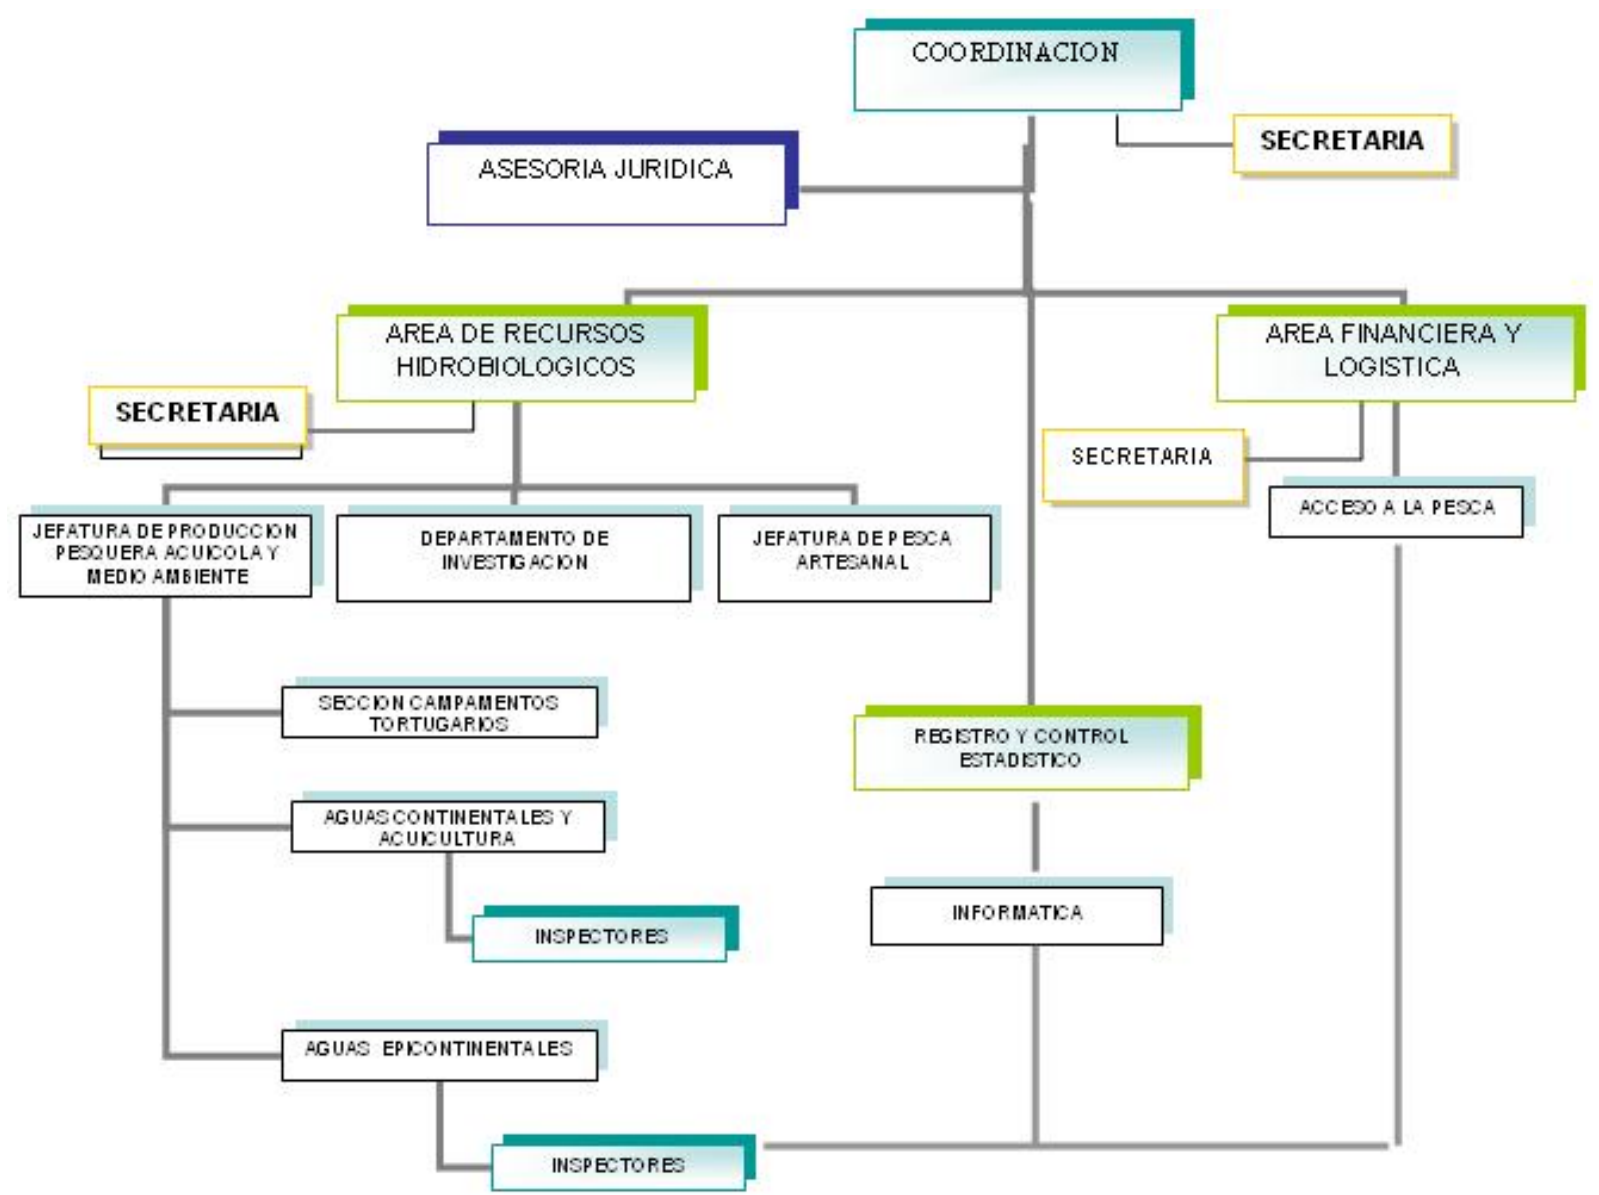 COORDINACION
SECRETARIA
ASESORIA JURIDICA
AREA DE RECURSOS
HIDROBIOLOGICOS
AREA FINANCIERA Y
LOGISTICA
SECRETARIA
SECRETARIA
ACCESO A LA PESCA
JEFATURA DE PRODUCCION
PESQUERA ACUICOLA Y
MEDIO AMBIENTE
DEPARTAMENTO DE
INVESTIGACION
JEFATURA DE PESCA
ARTESANAL
SECCION CAMPAMENTOS
TORTUGARIOS
REGISTRO Y CONTROL
ESTADISTICO
AGUAS CONTINENTALES Y
ACUICULTURA
INFORMATICA
INSPECTORES
AGUAS EPICONTINENTALES
INSPECTORES